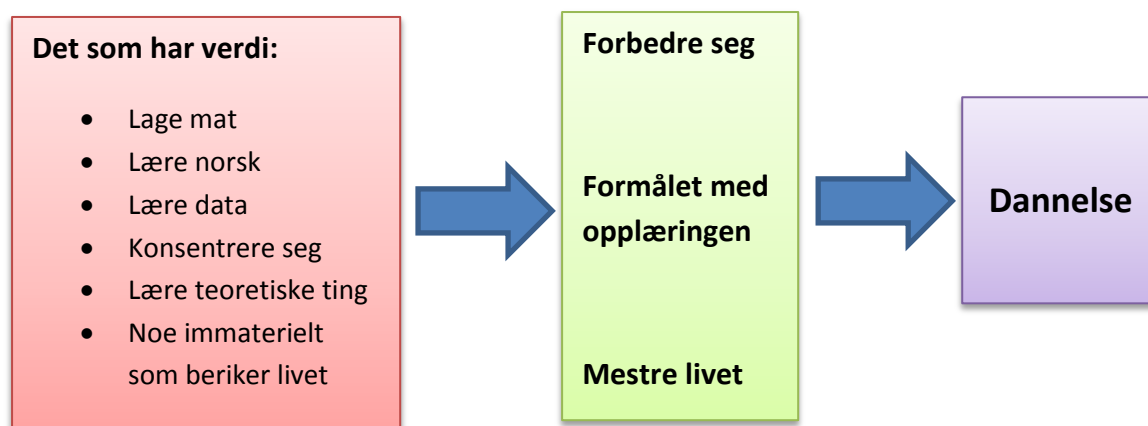 Det som har verdi:
• Lage mat
• Lære norsk
• Lære data
• Konsentrere seg
• Lære teoretiske ting
• Noe immaterielt
som beriker livet
Forbedre seg
Formålet med
opplæringen
Mestre livet
Dannelse